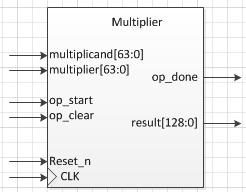 Multiplier
multiplicand[63:0]
multiplier[63:0]
op_done
op_start
op_clear
result[128:0]
Reset_n
CLK